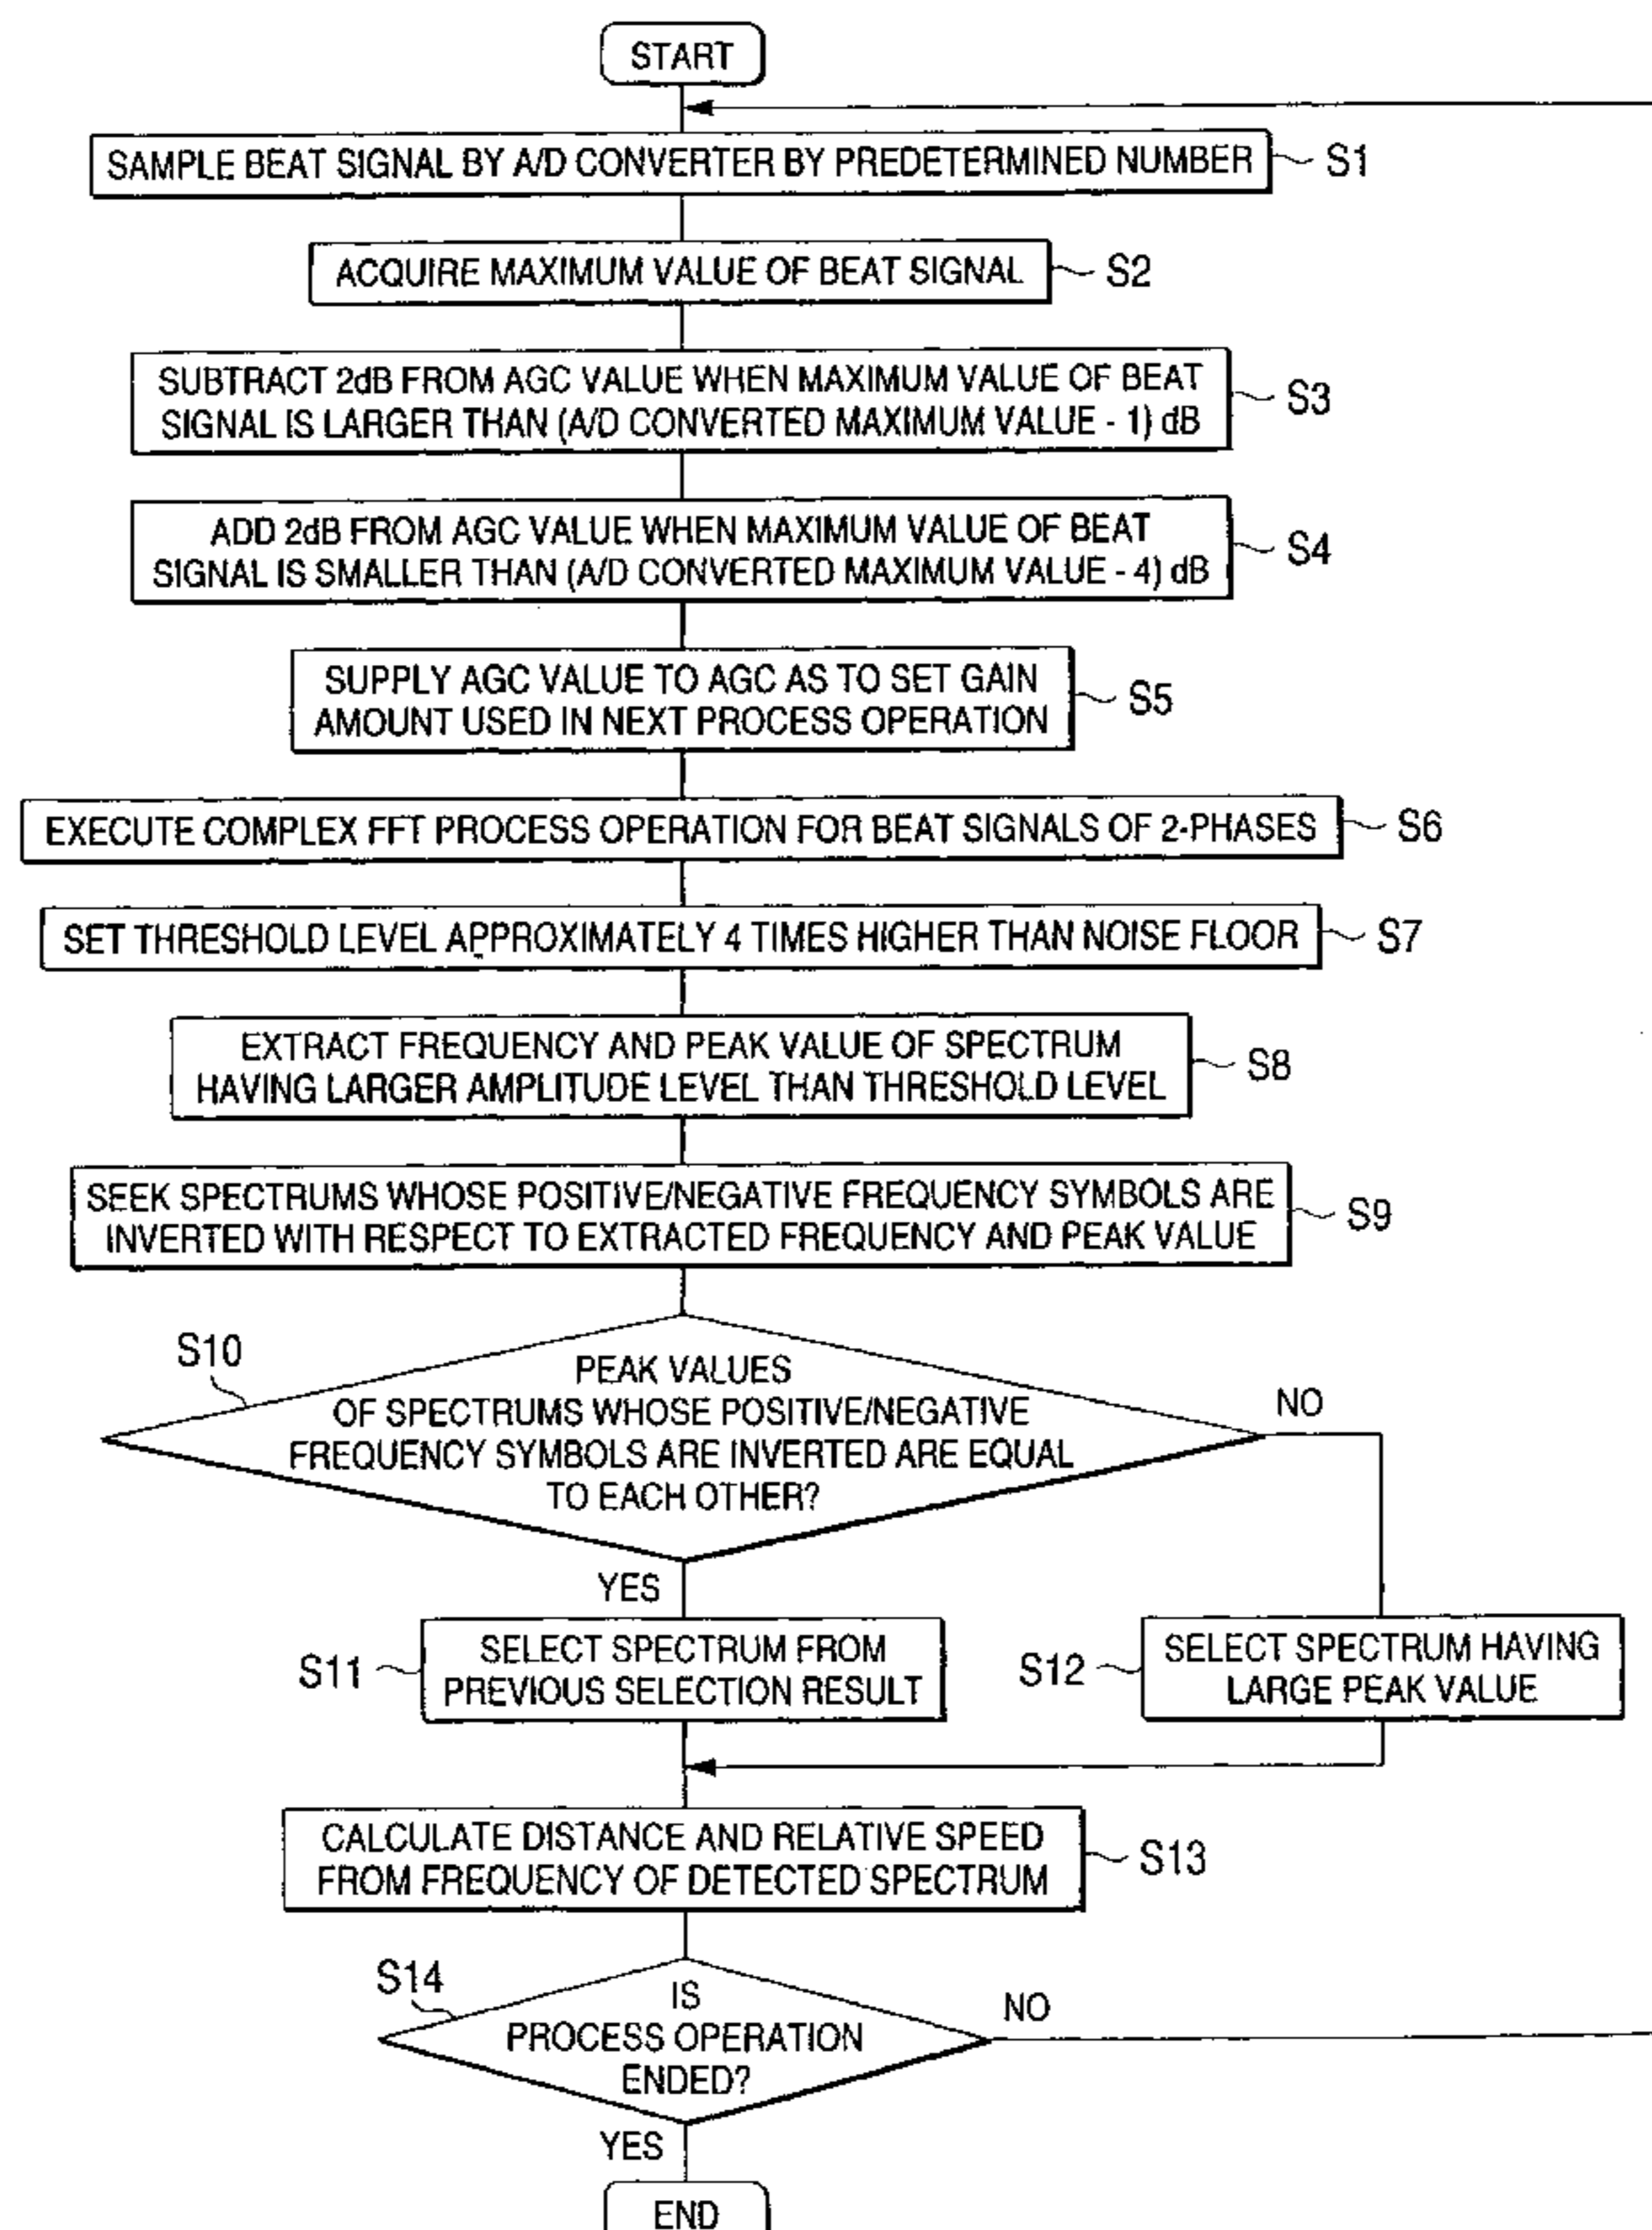 START
SAMPLE BEAT SIGNAL BY A/D CONVERTER BY PREDETERMINED NUMBER
S1
ACQUIRE MAXIMUM VALUE OF BEAT SIGNAL
S2
SUBTRACT 2dB FROM AGC VALUE WHEN MAXIMUM VALUE OF BEAT
SIGNAL IS LARGER THAN (A/D CONVERTED MAXIMUM VALUE - 1) dB
S3
ADD 2dB FROM AGC VALUE WHEN MAXIMUM VALUE OF BEAT
SIGNAL IS SMALLER THAN (A/D CONVERTED MAXIMUM VALUE - 4) dB
S4
SUPPLY AGC VALUE TO AGC AS TO SET GAIN
AMOUNT USED IN NEXT PROCESS OPERATION
S5
EXECUTE COMPLEX FFT PROCESS OPERATION FOR BEAT SIGNALS OF 2-PHASES
S6
SET THRESHOLD LEVEL APPROXIMATELY 4 TIMES HIGHER THAN NOISE FLOOR
S7
EXTRACT FREQUENCY AND PEAK VALUE OF SPECTRUM
HAVING LARGER AMPLITUDE LEVEL THAN THRESHOLD LEVEL
S8
SEEK SPECTRUMS WHOSE POSITIVE/NEGATIVE FREQUENCY SYMBOLS ARE
INVERTED WITH RESPECT TO EXTRACTED FREQUENCY AND PEAK VALUE
S9
S10
PEAK VALUES
OF SPECTRUMS WHOSE POSITIVE/NEGATIVE
FREQUENCY SYMBOLS ARE INVERTED ARE EQUAL
TO EACH OTHER?
NO
YES
S11
SELECT SPECTRUM FROM
PREVIOUS SELECTION RESULT
S12
SELECT SPECTRUM HAVING
LARGE PEAK VALUE
CALCULATE DISTANCE AND RELATIVE SPEED
FROM FREQUENCY OF DETECTED SPECTRUM
S13
S14
IS
PROCESS OPERATION
ENDED?
NO
YES
END